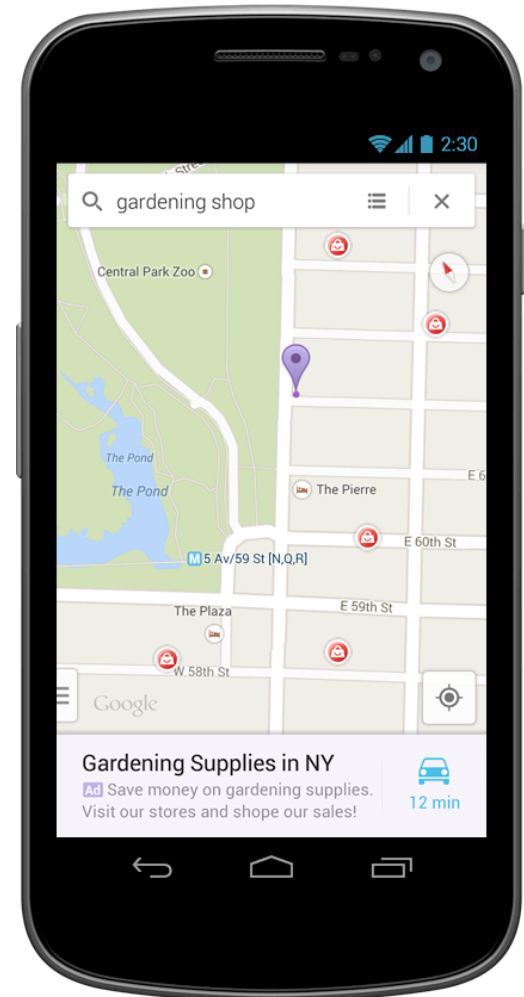 2:30
Street
gardening shop
Central Park Zoo
The Pond
The Pond
The Pierre
E 6
E 60th St
M 5 Av/59 St [N,Q,R]
E 59th St
The Plaza
W 58th St
Google
Gardening Supplies in NY
Ad Save money on gardening supplies.
Visit our stores and shope our sales!
12 min